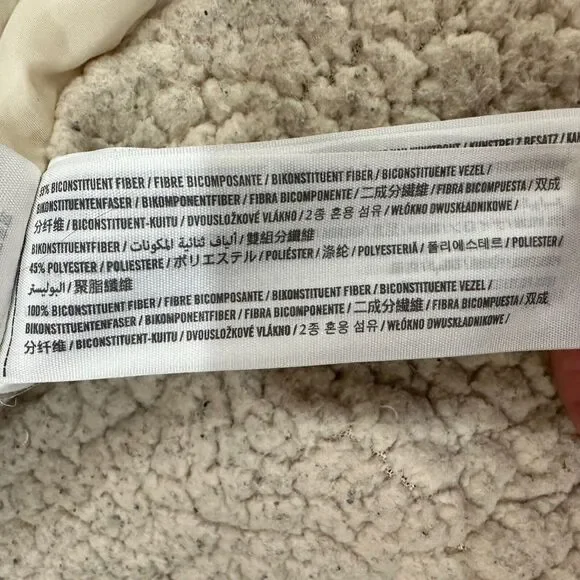 KUNSTPELZ BESATZ / KAN
55% BICONSTITUENT FIBER / FIBRE BICOMPOSANTE / BIKONSTITUENT FIBER / BICONSTITUENTE VEZEL /
BIKONSTITUENTENFASER / BIKOMPONENTFIBER / FIBRA BICOMPONENTE / 二成分繊維 / FIBRA BICOMPUESTA / 双成
分纤维 / BICONSTITUENT-KUITU / DVOUSLOŽKOVÉ VLÁKNO / 2종 혼용 섬유 / WŁÓKNO DWUSKŁADNIKOWE /
BIKONSTITUENTFIBER / ألياف ثنائية المكونات / 雙組分纖維
45% POLYESTER / POLIESTERE / ポリエステル / POLIÉSTER / 涤纶 / POLYESTERIÄ / 폴리에스테르 / POLIESTER /
البوليستر / 聚脂纖維
100% BICONSTITUENT FIBER / FIBRE BICOMPOSANTE / BIKONSTITUENT FIBER / BICONSTITUENTE VEZEL /
BIKONSTITUENTENFASER / BIKOMPONENTFIBER / FIBRA BICOMPONENTE / 二成分繊維 / FIBRA BICOMPUESTA / 双成
分纤维 / BICONSTITUENT-KUITU / DVOUSLOŽKOVÉ VLÁKNO / 2종 혼용 섬유 / WŁÓKNO DWUSKŁADNIKOWE /